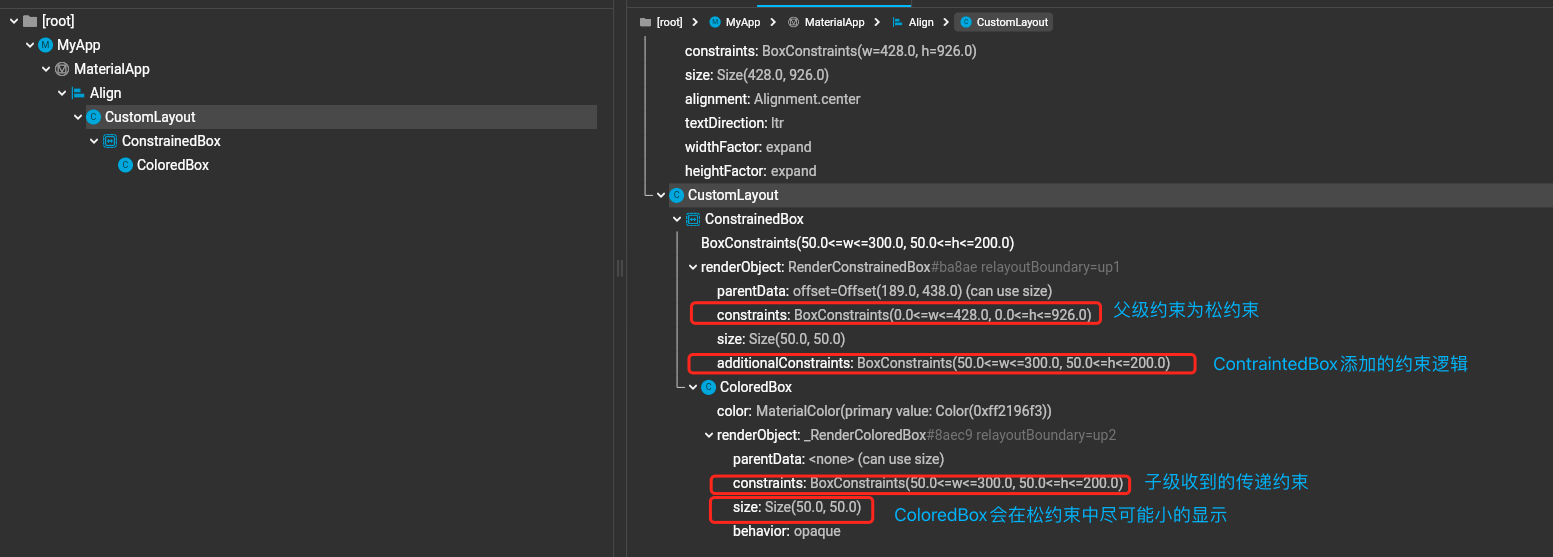 [root]
MyApp
MaterialApp
Align
CustomLayout
ConstrainedBox
ColoredBox
[root] > MyApp > MaterialApp > Align > CustomLayout
constraints: BoxConstraints(w=428.0, h=926.0)
size: Size(428.0, 926.0)
alignment: Alignment.center
textDirection: ltr
widthFactor: expand
heightFactor: expand
CustomLayout
ConstrainedBox
BoxConstraints(50.0<=w<=300.0, 50.0<=h<=200.0)
renderObject: RenderConstrainedBox#ba8ae relayoutBoundary=up1
parentData: offset=Offset(189.0, 438.0) (can use size)
constraints: BoxConstraints(0.0<=w<=428.0, 0.0<=h<=926.0) 父级约束为松约束
size: Size(50.0, 50.0)
additionalConstraints: BoxConstraints(50.0<=w<=300.0, 50.0<=h<=200.0) ContraintedBox添加的约束逻辑
ColoredBox
color: MaterialColor(primary value: Color(0xff2196f3))
renderObject: _RenderColoredBox#8aec9 relayoutBoundary=up2
parentData: <none> (can use size)
constraints: BoxConstraints(50.0<=w<=300.0, 50.0<=h<=200.0) 子级收到的传递约束
size: Size(50.0, 50.0) ColoredBox会在松约束中尽可能小的显示
behavior: opaque